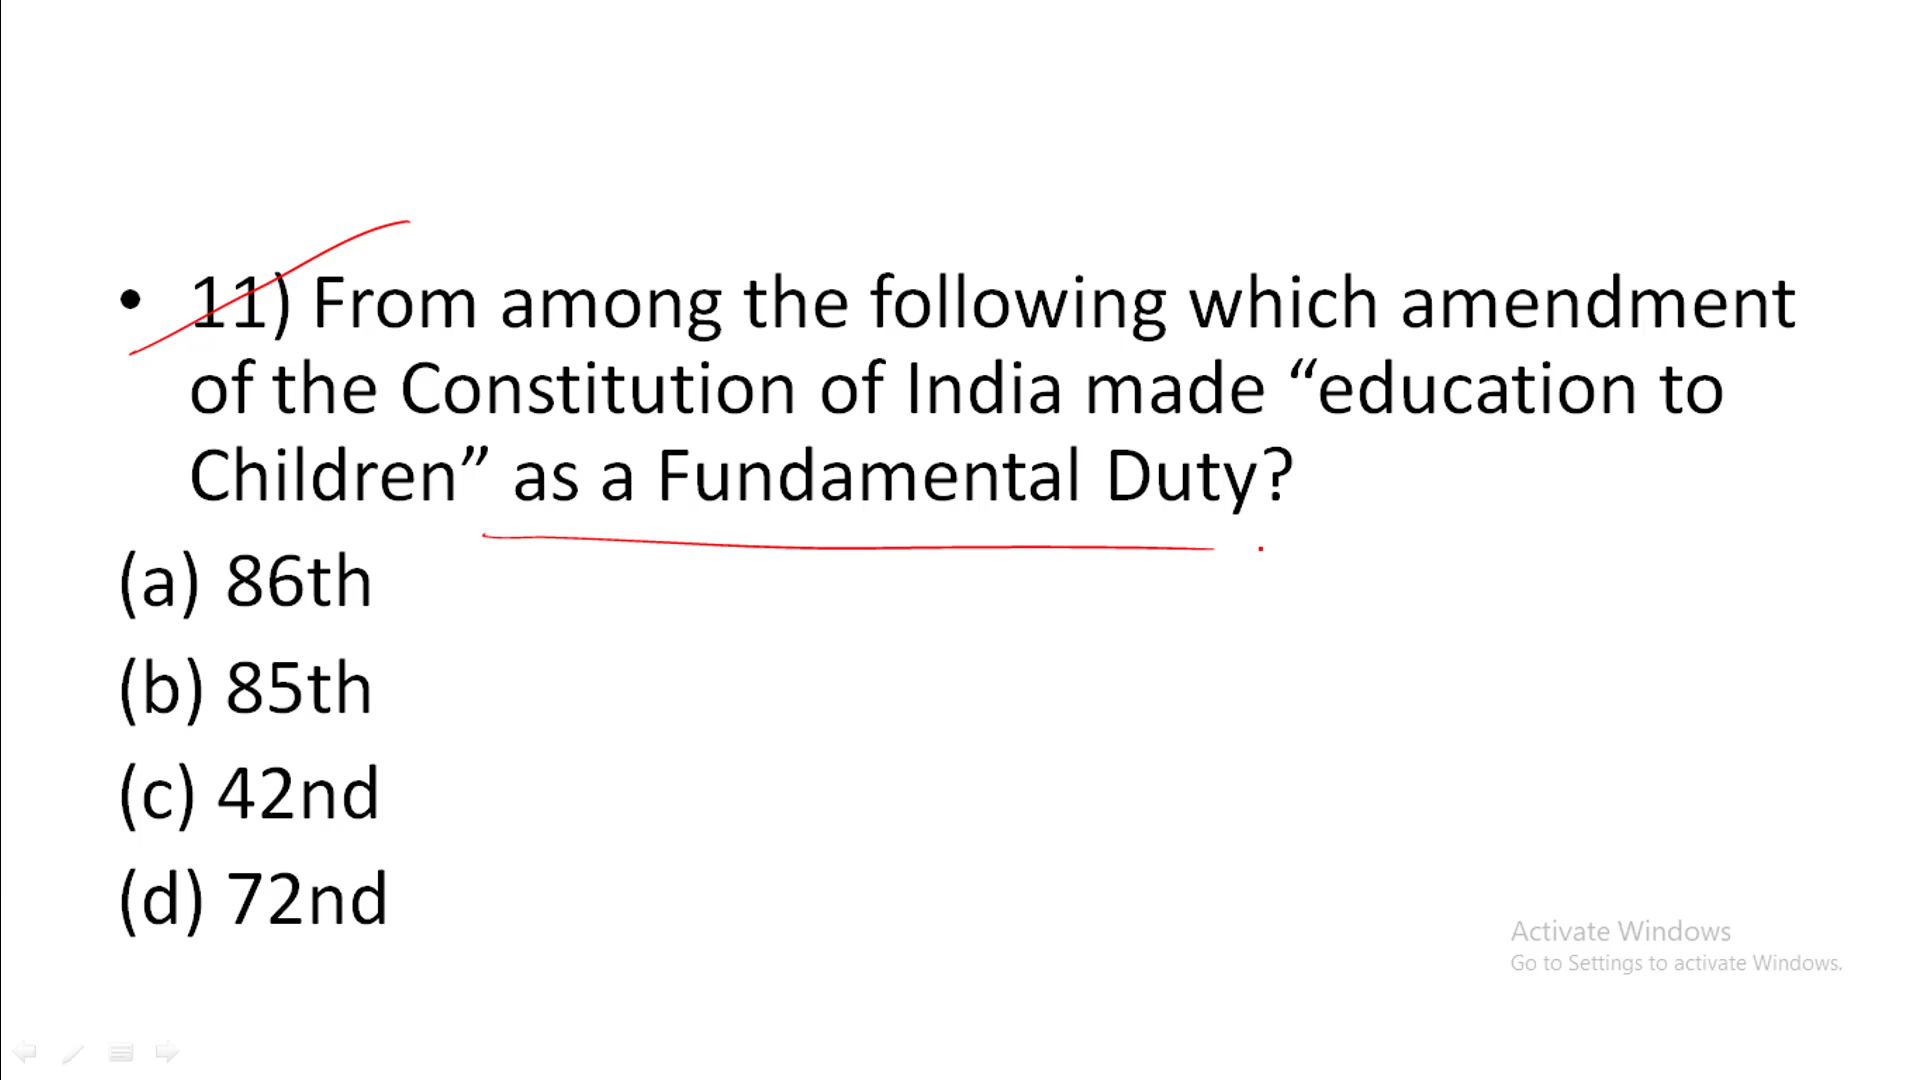 • 11) From among the following which amendment
of the Constitution of India made “education to
Children” as a Fundamental Duty?
(a) 86th
(b) 85th
(c) 42nd
(d) 72nd
Activate Windows
Go to Settings to activate Windows.